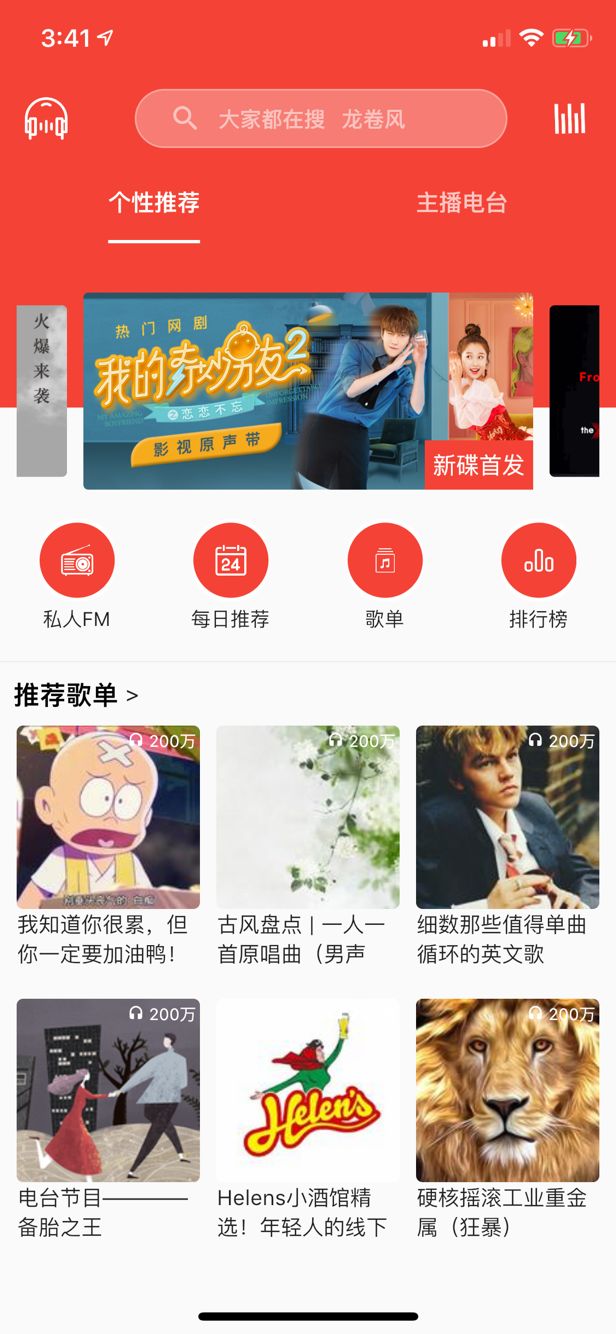 3:41
大家都在搜 龙卷风
个性推荐
主播电台
火爆来袭
热门网剧
我的奇妙男友2
之恋恋不忘
MY AMAZING BOYFRIEND
UNFORGETTABLE IMPRESSION
影视原声带
新碟首发
Fro
the
24
私人FM
每日推荐
歌单
排行榜
推荐歌单 >
200万
200万
200万
我知道你很累，但
你一定要加油鸭！
古风盘点 | 一人一
首原唱曲（男声
细数那些值得单曲
循环的英文歌
200万
200万
Helen's
电台节目————
备胎之王
Helens小酒馆精
选！年轻人的线下
硬核摇滚工业重金
属（狂暴）